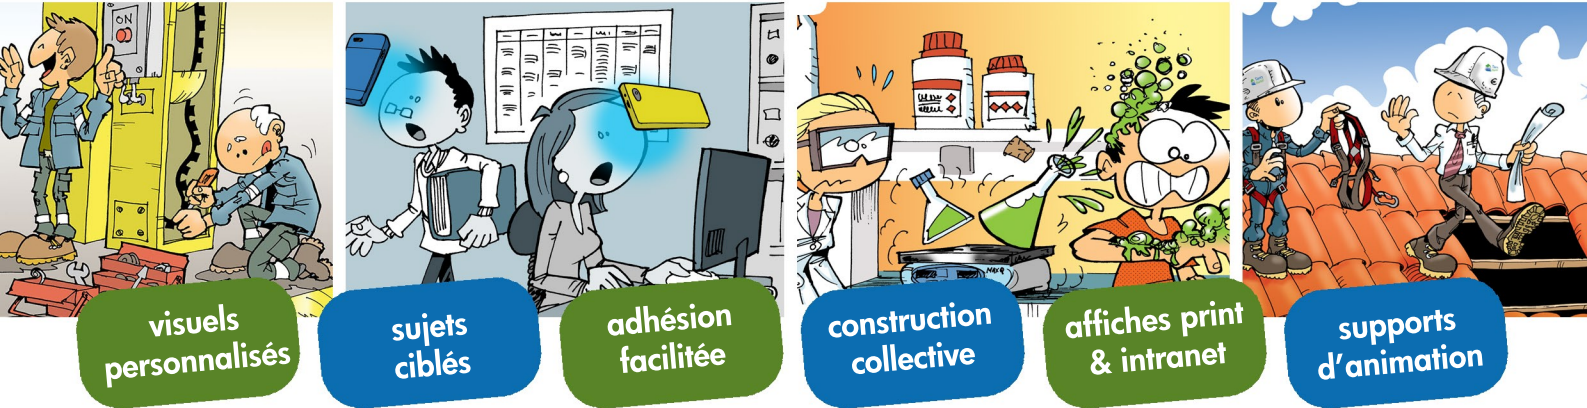 ON
visuels
personnalisés
sujets
ciblés
adhésion
facilitée
construction
collective
affiches print
& intranet
supports
d'animation